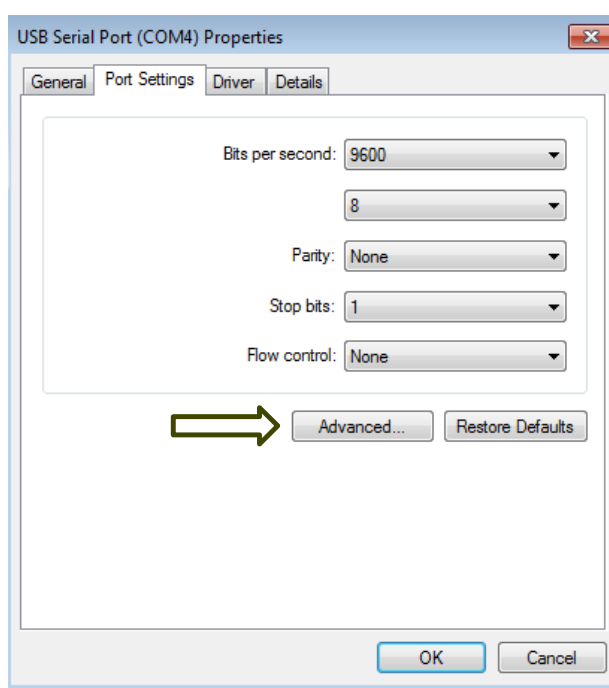 USB Serial Port (COM4) Properties
General Port Settings Driver Details
Bits per second: 9600
8
Parity: None
Stop bits: 1
Flow control: None
Advanced... Restore Defaults
OK Cancel